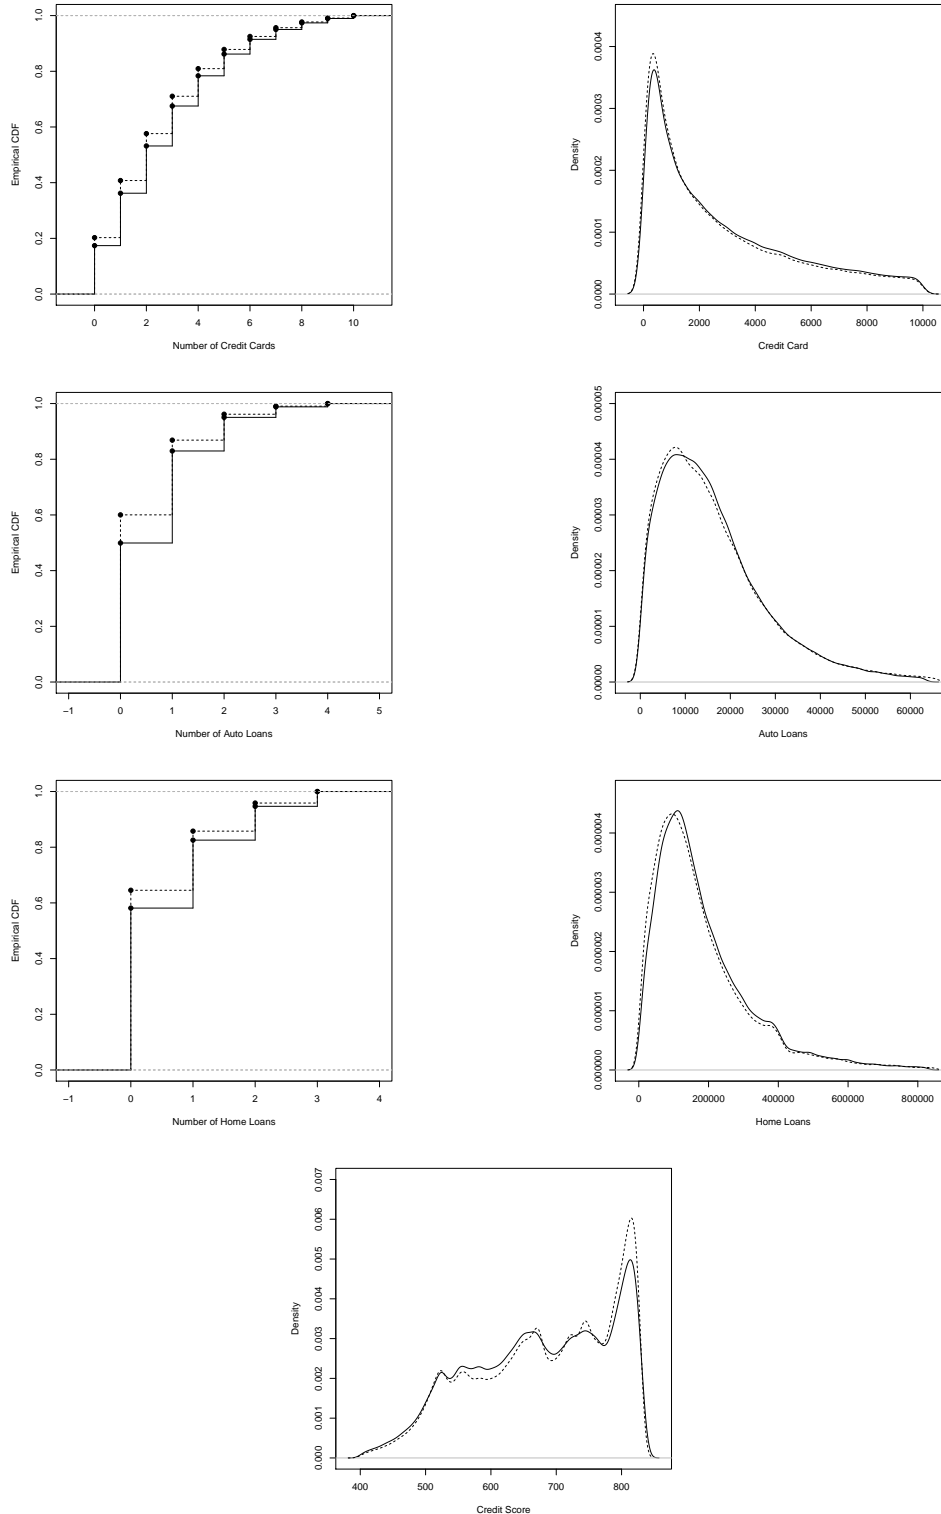 Empirical CDF
1.0
0.8
0.6
0.4
0.2
0.0
0 2 4 6 8 10
Number of Credit Cards
Density
0.0004
0.0003
0.0002
0.0001
0.0000
0 2000 4000 6000 8000 10000
Credit Card
Empirical CDF
1.0
0.8
0.6
0.4
0.2
0.0
−1 0 1 2 3 4 5
Number of Auto Loans
Density
0.00005
0.00004
0.00003
0.00002
0.00001
0.00000
0 10000 20000 30000 40000 50000 60000
Auto Loans
Empirical CDF
1.0
0.8
0.6
0.4
0.2
0.0
−1 0 1 2 3 4
Number of Home Loans
Density
0.000004
0.000003
0.000002
0.000001
0.000000
0 200000 400000 600000 800000
Home Loans
Density
0.007
0.006
0.005
0.004
0.003
0.002
0.001
0.000
400 500 600 700 800
Credit Score